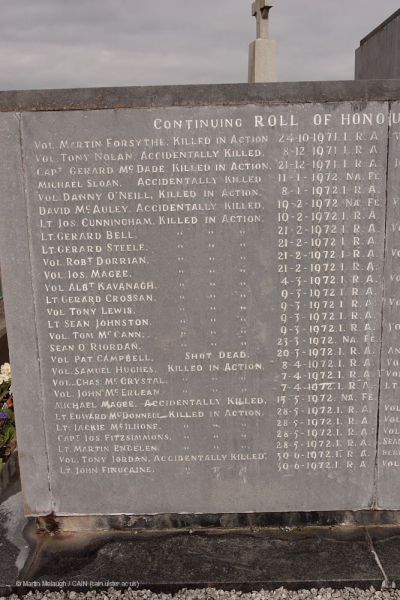 CONTINUING ROLL OF HONOU
VOL. MARTIN FORSYTHE. KILLED IN ACTION 24-10-1971. I. R. A.
VOL. TONY NOLAN. ACCIDENTALLY KILLED. 8-12-1971. I. R. A.
CAPT GERARD MCDADE KILLED IN ACTION. 21-12-1971. I. R. A.
MICHAEL SLOAN. ACCIDENTALLY KILLED 11-1-1972. NA. FE.
VOL. DANNY O'NEILL, KILLED IN ACTION. 8-1-1972. I. R. A.
DAVID MCAULEY. ACCIDENTALLY KILLED. 19-2-1972. NA. FE.
LT JOS. CUNNINGHAM. KILLED IN ACTION. 10-2-1972. I. R. A.
LT. GERARD BELL. " " " 21-2-1972. I. R. A.
LT GERARD STEELE. " " " 21-2-1972. I. R. A.
VOL. ROBT DORRIAN. " " " 21-2-1972. I. R. A.
VOL. JOS. MAGEE. " " " 21-2-1972. I. R. A.
VOL ALBT KAVANAGH. " " " 4-3-1972. I. R. A.
LT GERARD CROSSAN. " " " 9-3-1972. I. R. A.
VOL. TONY LEWIS. " " " 9-3-1972. I. R. A.
LT SEAN JOHNSTON. " " " 9-3-1972. I. R. A.
VOL. TOM MCCANN. " " " 9-3-1972. I. R. A.
SEAN O'RIORDAN. " " " 23-3-1972. NA. FE.
VOL PAT CAMPBELL. SHOT DEAD. 20-3-1972. I. R. A.
VOL. SAMUEL HUGHES. KILLED IN ACTION. 8-4-1972. I. R. A.
VOL. CHAS MCCRYSTAL. " " " 7-4-1972. I. R. A.
VOL. JOHN MCERLEAN " " " 7-4-1972. I. R. A.
MICHAEL MAGEE. ACCIDENTALLY KILLED. 13-5-1972. NA. FE.
LT. EDWARD MCDONNELL. KILLED IN ACTION. 28-5-1972. I. R. A.
LT. JACKIE MCILHONE. " " " 28-5-1972. I. R. A.
CAPT JOS. FITZSIMMONS. " " " 28-5-1972. I. R. A.
LT. MARTIN ENGELEN. " " " 28-5-1972. I. R. A.
VOL. TONY JORDAN. ACCIDENTALLY KILLED. 30-6-1972. I. R. A.
LT. JOHN FINUCAINE. " " " 30-6-1972. I. R. A.
© Martin Melaugh / CAIN (cain.ulster.ac.uk)